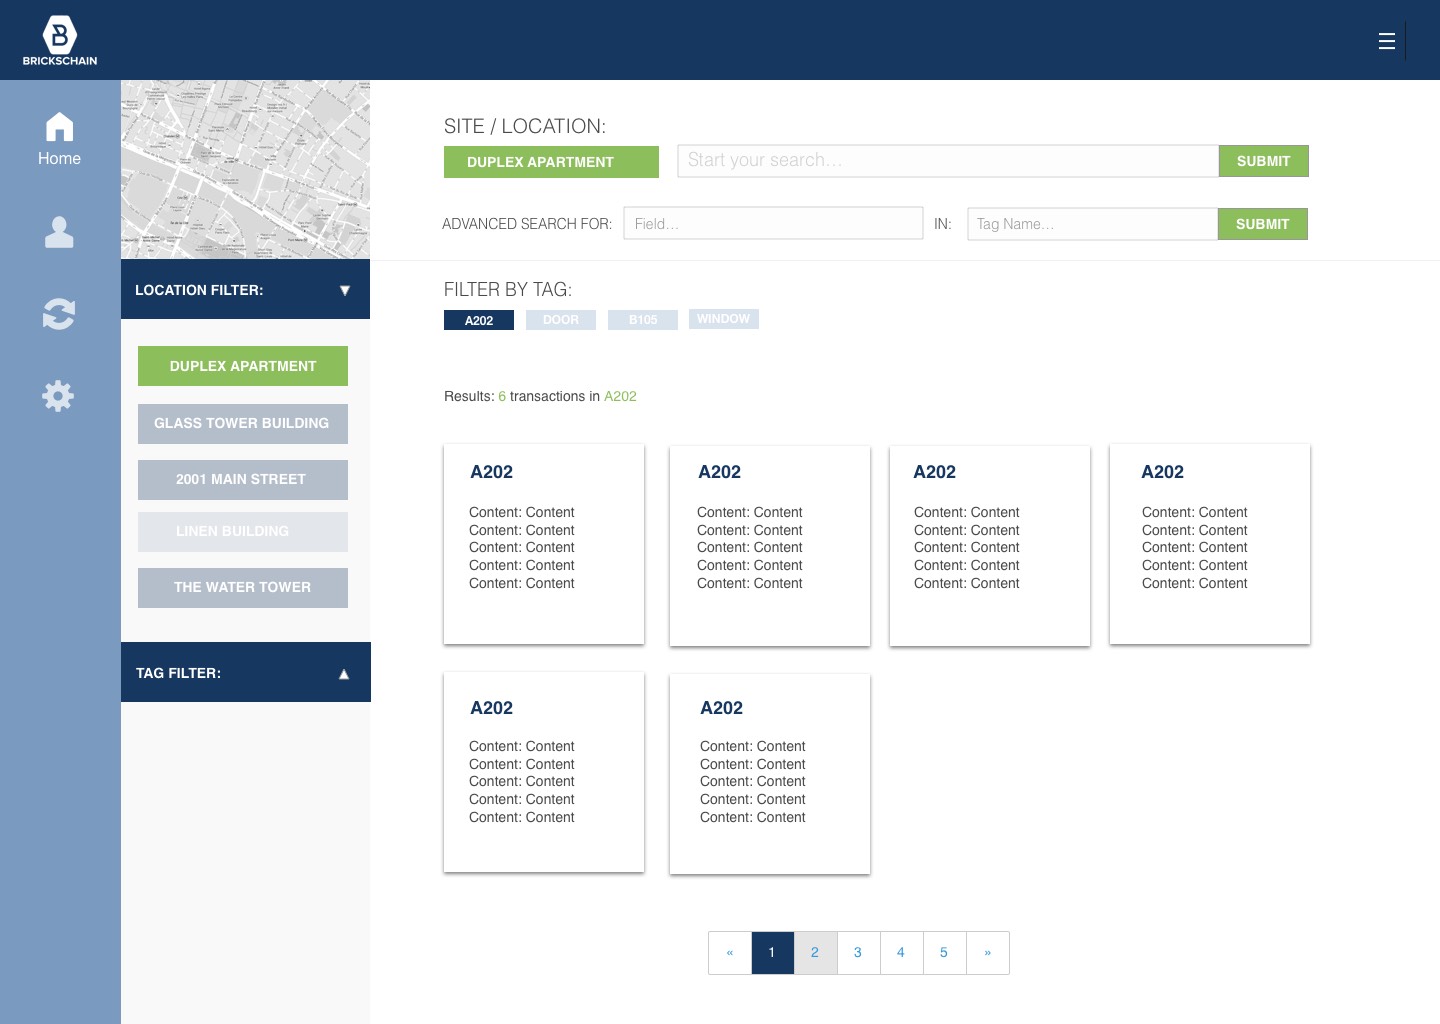 BRICKSCHAIN
Home
SITE / LOCATION:
DUPLEX APARTMENT
Start your search...
SUBMIT
ADVANCED SEARCH FOR:
Field...
IN:
Tag Name...
SUBMIT
LOCATION FILTER: ▼
DUPLEX APARTMENT
GLASS TOWER BUILDING
2001 MAIN STREET
LINEN BUILDING
THE WATER TOWER
TAG FILTER: ▲
FILTER BY TAG:
A202 DOOR B105 WINDOW
Results: 6 transactions in A202
A202
Content: Content
Content: Content
Content: Content
Content: Content
Content: Content
A202
Content: Content
Content: Content
Content: Content
Content: Content
Content: Content
A202
Content: Content
Content: Content
Content: Content
Content: Content
Content: Content
A202
Content: Content
Content: Content
Content: Content
Content: Content
Content: Content
A202
Content: Content
Content: Content
Content: Content
Content: Content
Content: Content
A202
Content: Content
Content: Content
Content: Content
Content: Content
Content: Content
« 1 2 3 4 5 »